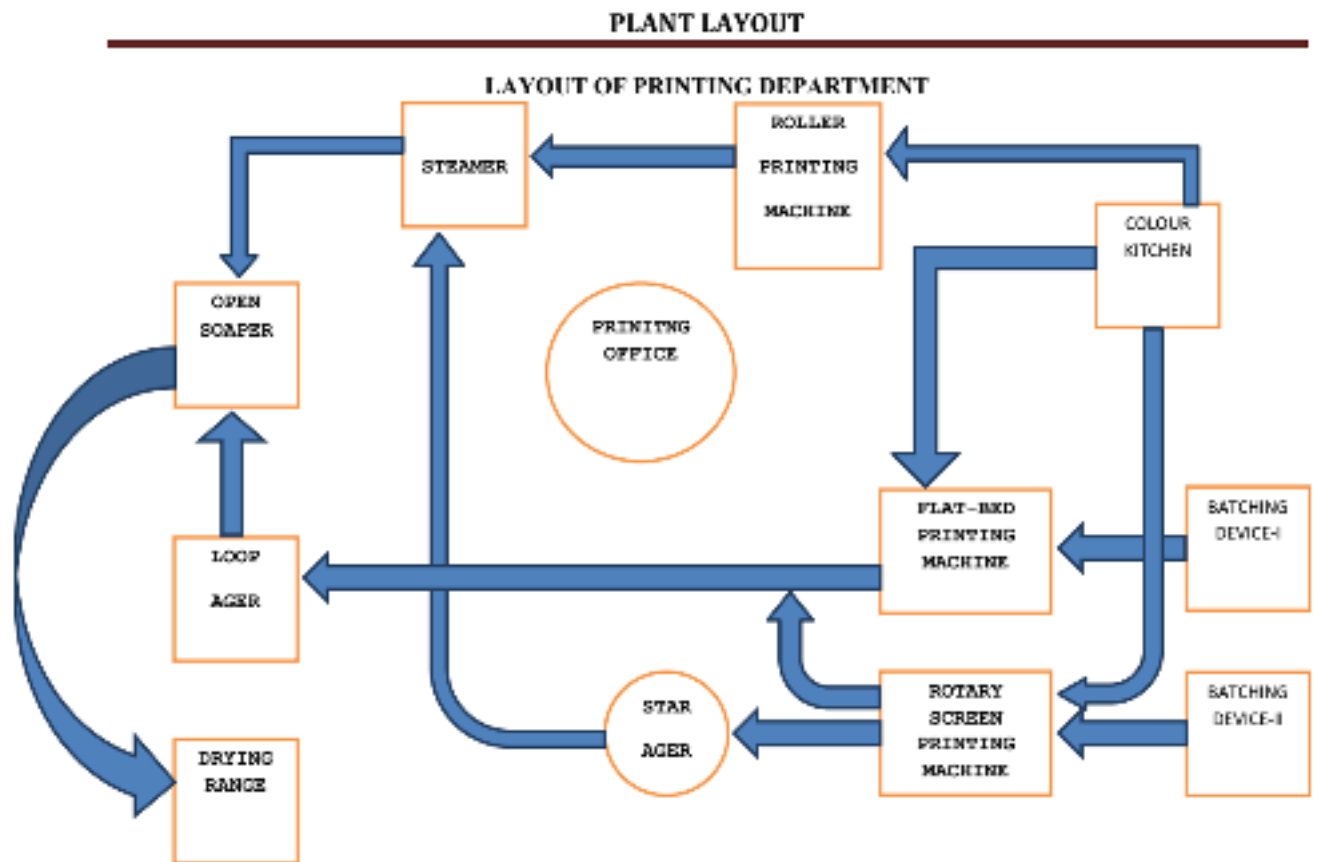 PLANT LAYOUT
LAYOUT OF PRINTING DEPARTMENT
ROLLER
PRINTING
MACHINE
STEAMER
COLOUR
KITCHEN
OPEN
SOAPER
PRINITNG
OFFICE
FLAT-BED
PRINTING
MACHINE
BATCHING
DEVICE-I
LOOP
AGER
STAR
AGER
ROTARY
SCREEN
PRINTING
MACHINE
BATCHING
DEVICE-II
DRYING
RANGE